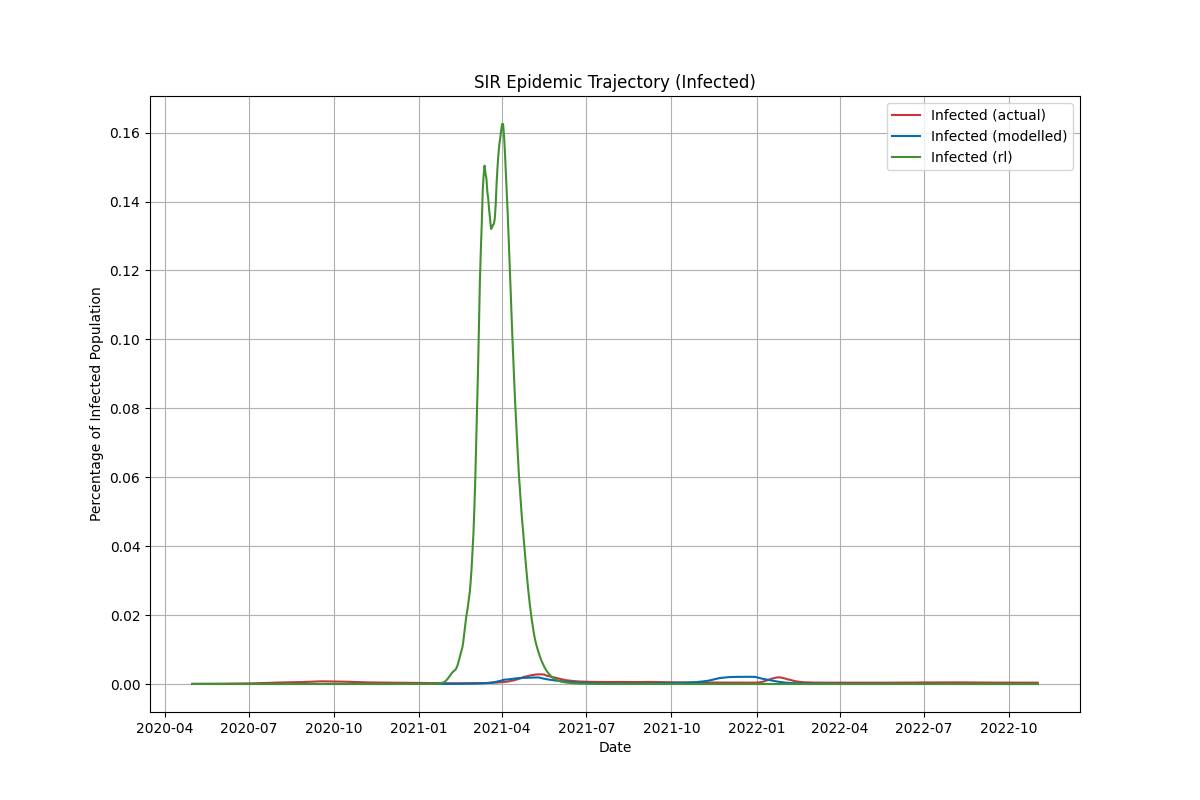 SIR Epidemic Trajectory (Infected)
Infected (actual)
Infected (modelled)
Infected (rl)
Percentage of Infected Population
0.16
0.14
0.12
0.10
0.08
0.06
0.04
0.02
0.00
2020-04 2020-07 2020-10 2021-01 2021-04 2021-07 2021-10 2022-01 2022-04 2022-07 2022-10
Date